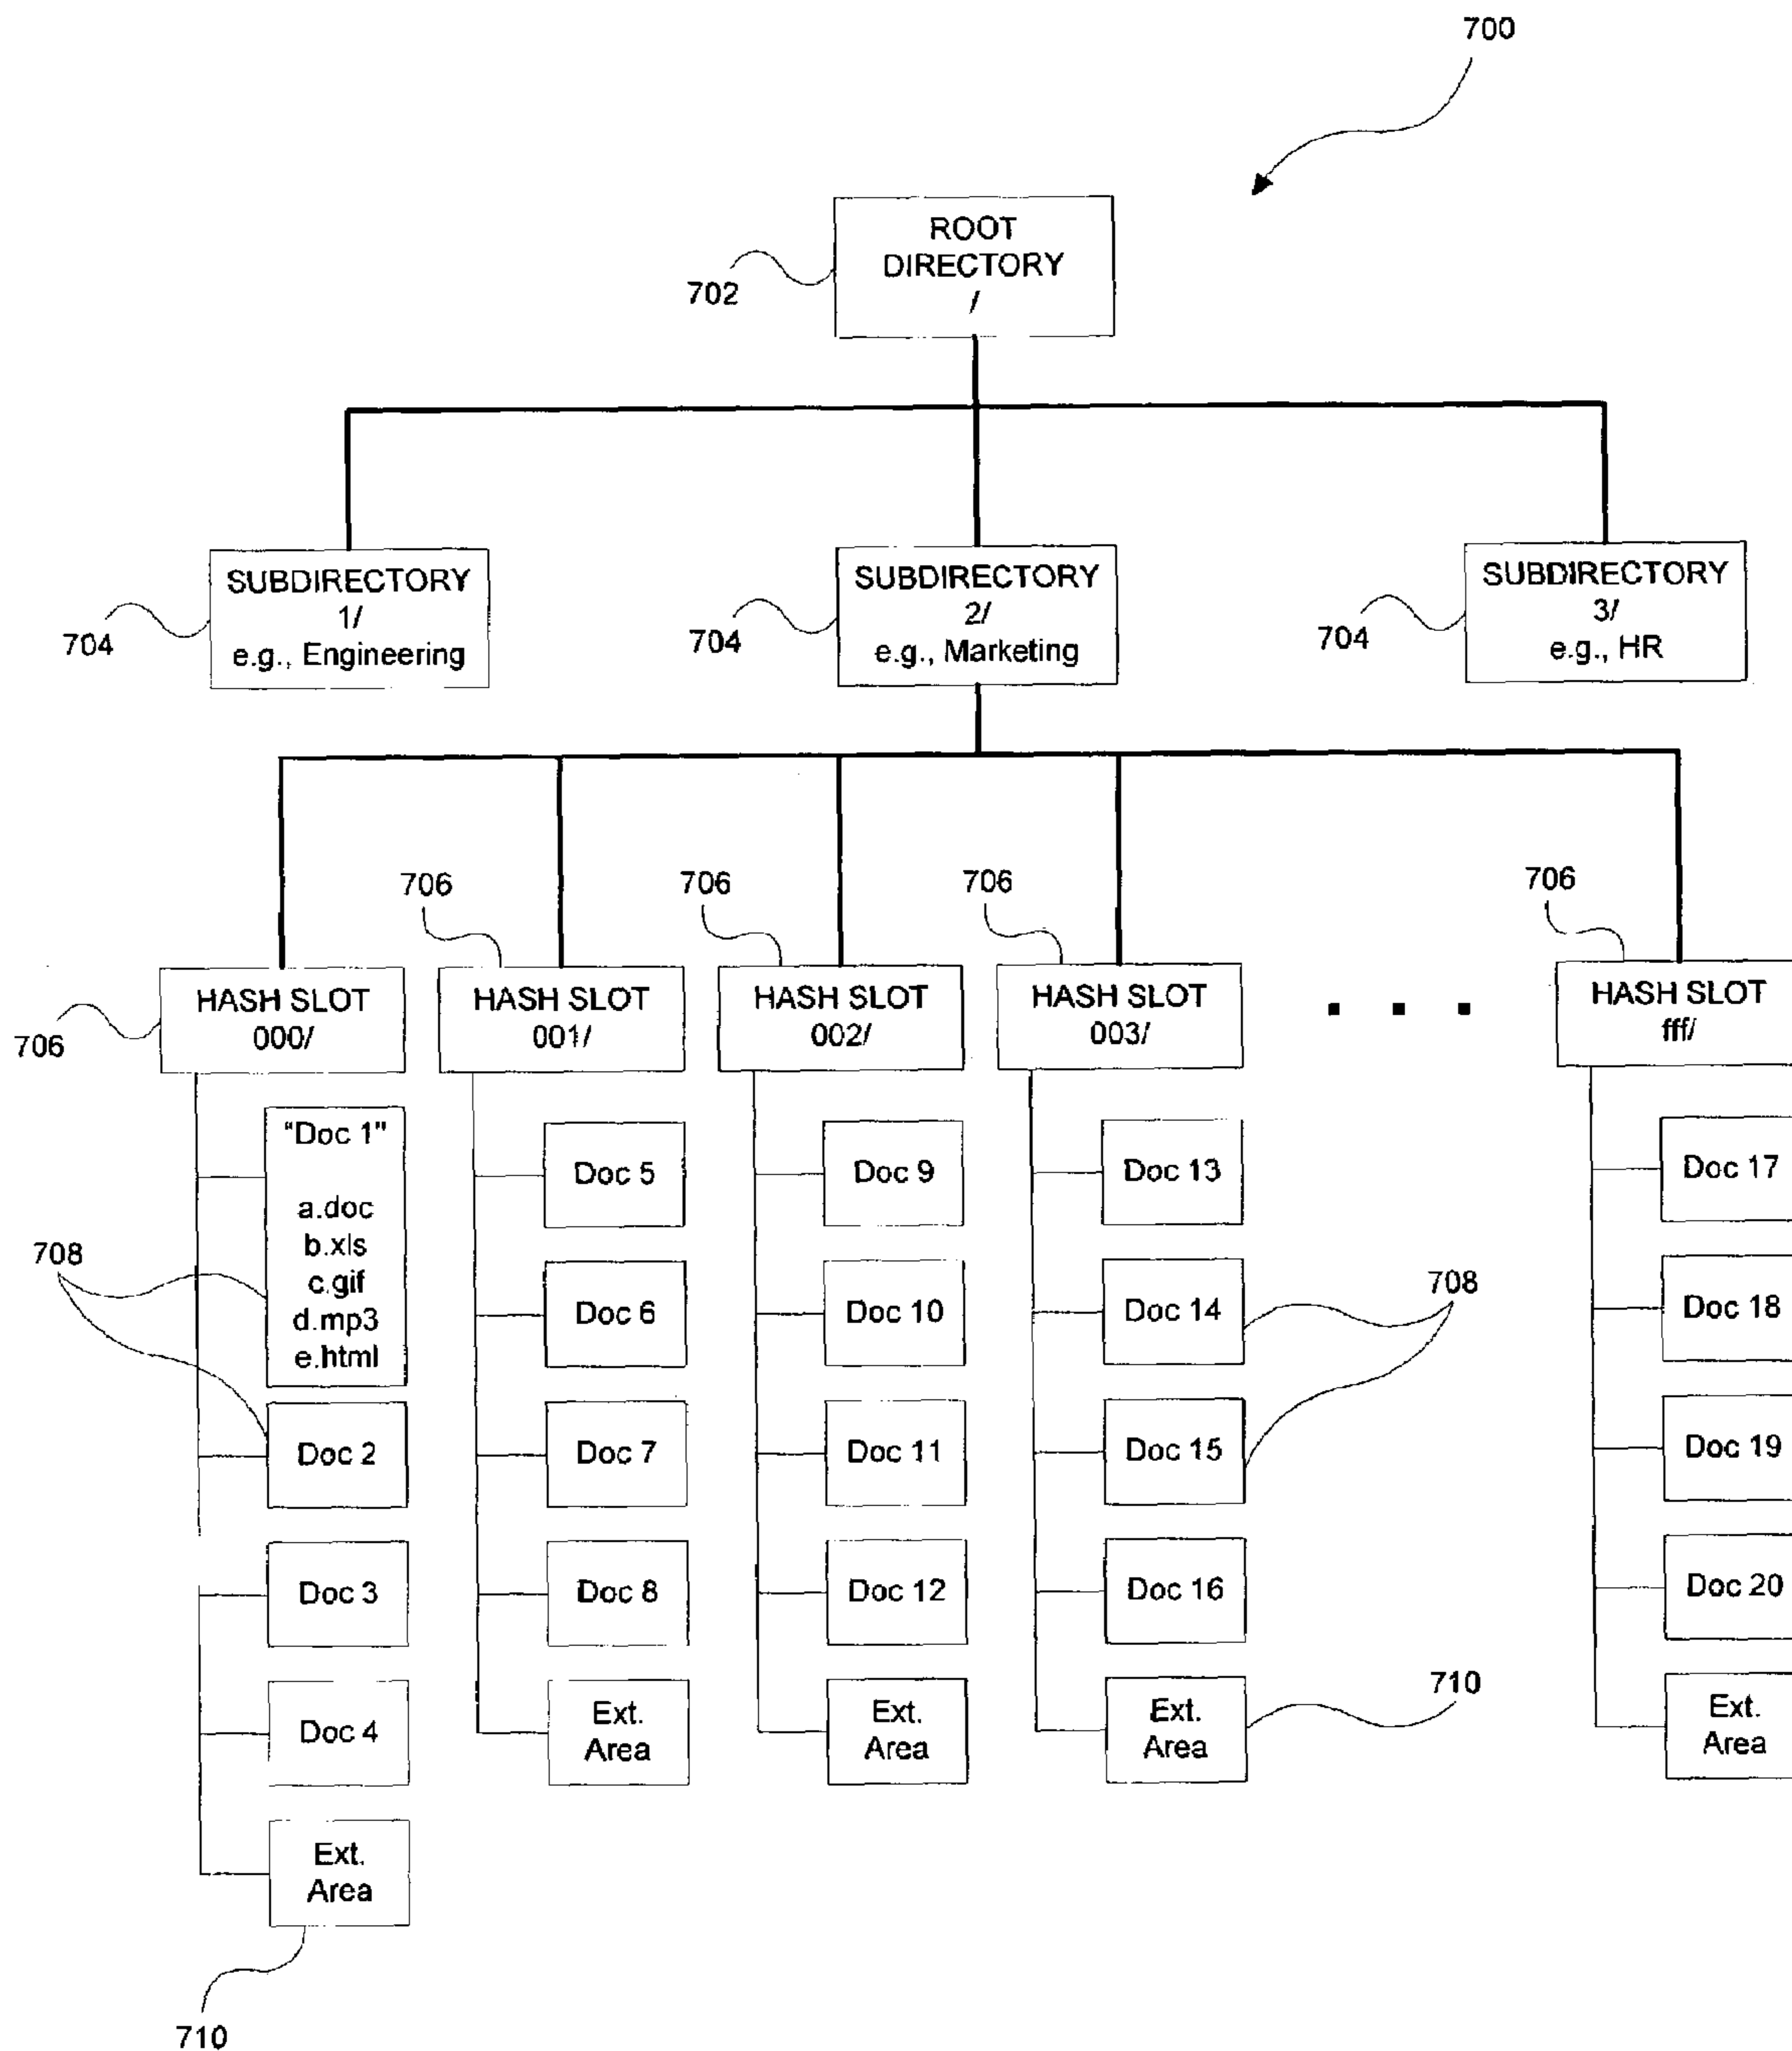 700
ROOT
DIRECTORY
/
702
SUBDIRECTORY
1/
e.g., Engineering
704
SUBDIRECTORY
2/
e.g., Marketing
704
SUBDIRECTORY
3/
e.g., HR
704
706
706
706
706
HASH SLOT
000/
706
HASH SLOT
001/
HASH SLOT
002/
HASH SLOT
003/
. . .
HASH SLOT
fff/
"Doc 1"
a.doc
b.xls
c.gif
d.mp3
e.html
708
Doc 2
Doc 3
Doc 4
Ext.
Area
710
Doc 5
Doc 6
Doc 7
Doc 8
Ext.
Area
Doc 9
Doc 10
Doc 11
Doc 12
Ext.
Area
Doc 13
Doc 14
708
Doc 15
Doc 16
Ext.
Area
710
Doc 17
Doc 18
Doc 19
Doc 20
Ext.
Area